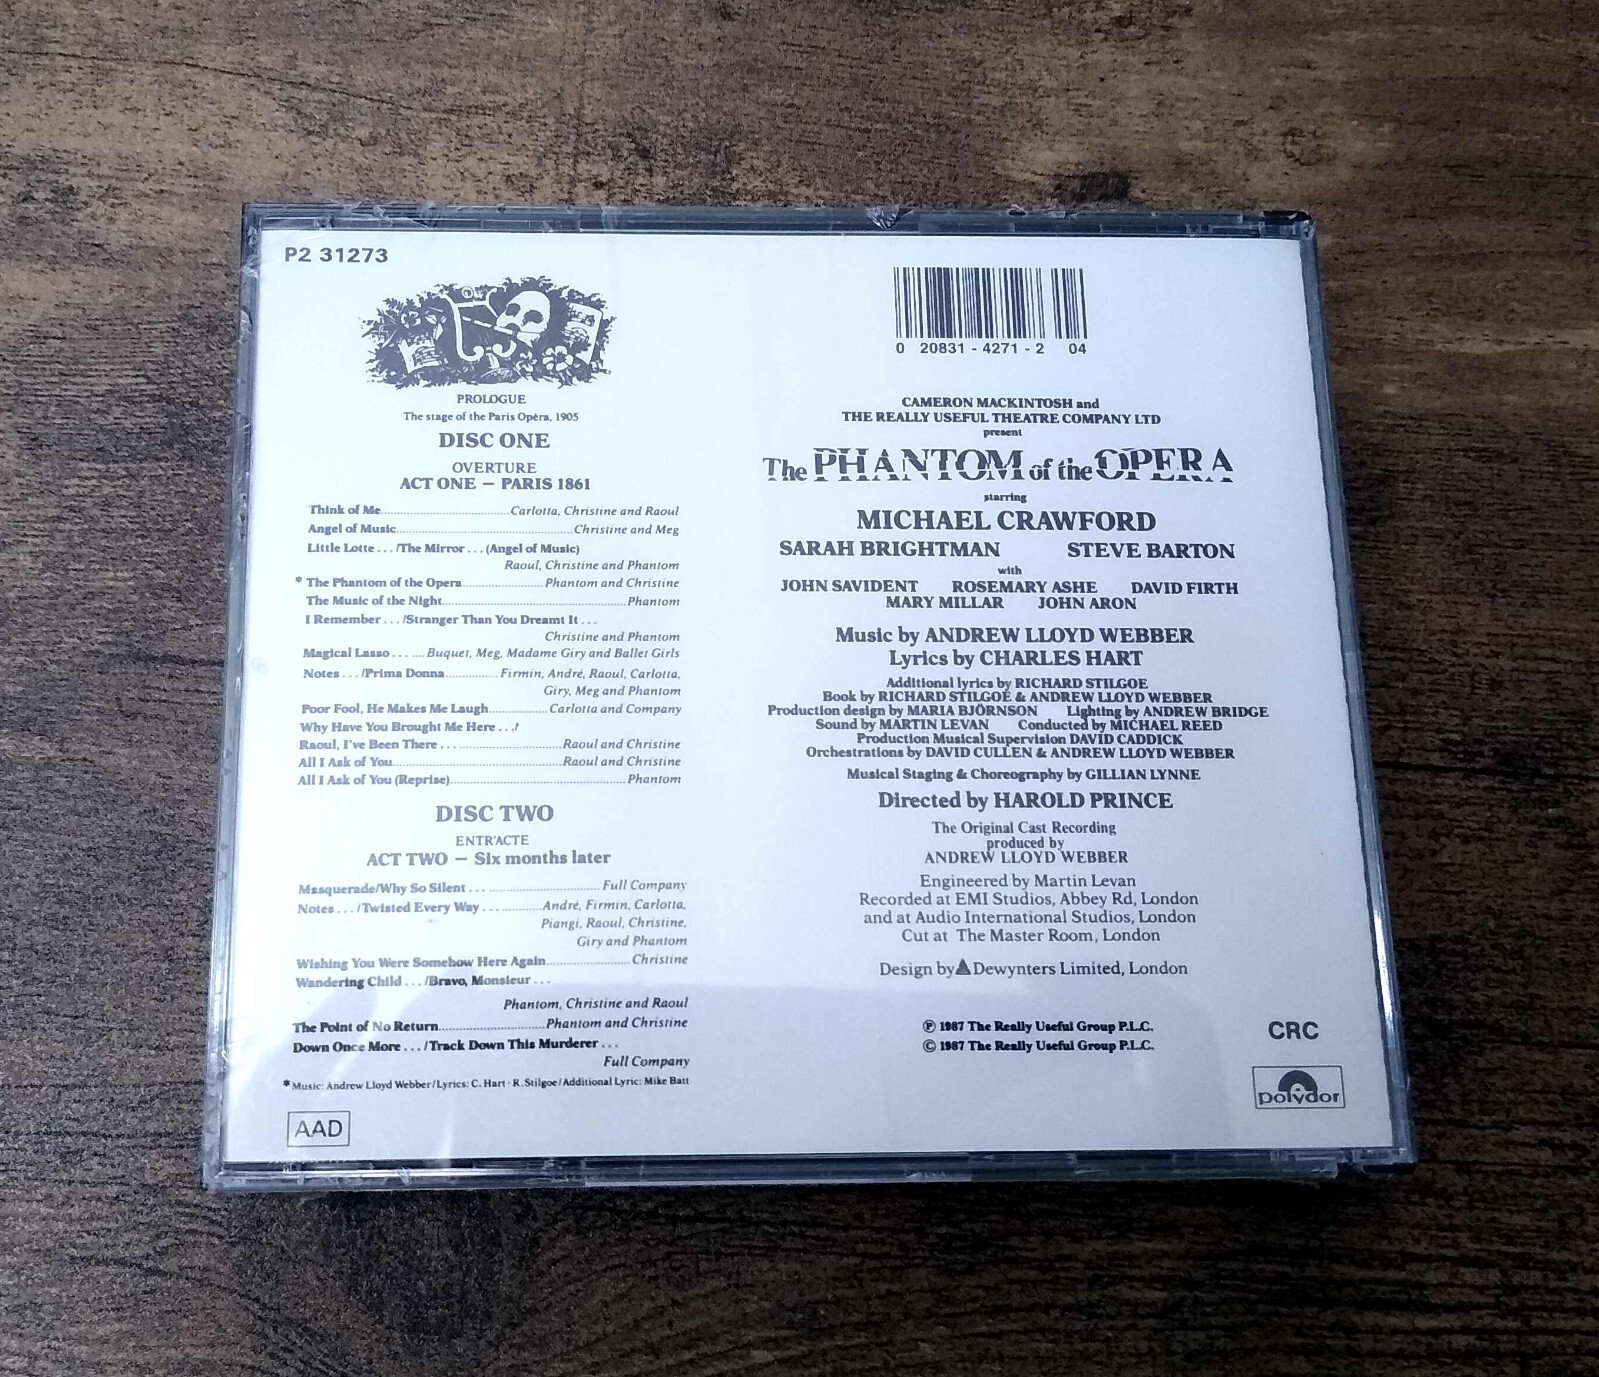 P2 31273
PROLOGUE
The stage of the Paris Opéra, 1905
DISC ONE
OVERTURE
ACT ONE — PARIS 1861
Think of Me Carlotta, Christine and Raoul
Angel of Music Christine and Meg
Little Lotte . . . /The Mirror . . . (Angel of Music)
Raoul, Christine and Phantom
* The Phantom of the Opera Phantom and Christine
The Music of the Night Phantom
I Remember . . . /Stranger Than You Dreamt It . . .
Christine and Phantom
Magical Lasso . . . Buquet, Meg, Madame Giry and Ballet Girls
Notes . . . /Prima Donna Firmin, André, Raoul, Carlotta,
Giry, Meg and Phantom
Poor Fool, He Makes Me Laugh Carlotta and Company
Why Have You Brought Me Here . . ./
Raoul, I've Been There . . . Raoul and Christine
All I Ask of You Raoul and Christine
All I Ask of You (Reprise) Phantom
DISC TWO
ENTR'ACTE
ACT TWO — Six months later
Masquerade/Why So Silent . . . Full Company
Notes . . . /Twisted Every Way . . . André, Firmin, Carlotta,
Piangi, Raoul, Christine,
Giry and Phantom
Wishing You Were Somehow Here Again Christine
Wandering Child . . . /Bravo, Monsieur . . .
Phantom, Christine and Raoul
The Point of No Return Phantom and Christine
Down Once More . . . /Track Down This Murderer . . .
Full Company
* Music: Andrew Lloyd Webber/Lyrics: C. Hart - R. Stilgoe/Additional Lyric: Mike Batt
AAD
0 20831 - 4271 - 2 04
CAMERON MACKINTOSH and
THE REALLY USEFUL THEATRE COMPANY LTD
present
The PHANTOM of the OPERA
starring
MICHAEL CRAWFORD
SARAH BRIGHTMAN STEVE BARTON
with
JOHN SAVIDENT ROSEMARY ASHE DAVID FIRTH
MARY MILLAR JOHN ARON
Music by ANDREW LLOYD WEBBER
Lyrics by CHARLES HART
Additional lyrics by RICHARD STILGOE
Book by RICHARD STILGOE & ANDREW LLOYD WEBBER
Production design by MARIA BJÖRNSON Lighting by ANDREW BRIDGE
Sound by MARTIN LEVAN Conducted by MICHAEL REED
Production Musical Supervision DAVID CADDICK
Orchestrations by DAVID CULLEN & ANDREW LLOYD WEBBER
Musical Staging & Choreography by GILLIAN LYNNE
Directed by HAROLD PRINCE
The Original Cast Recording
produced by
ANDREW LLOYD WEBBER
Engineered by Martin Levan
Recorded at EMI Studios, Abbey Rd, London
and at Audio International Studios, London
Cut at The Master Room, London
Design by Dewynters Limited, London
Ⓟ 1987 The Really Useful Group P.L.C.
© 1987 The Really Useful Group P.L.C.
CRC
polydor